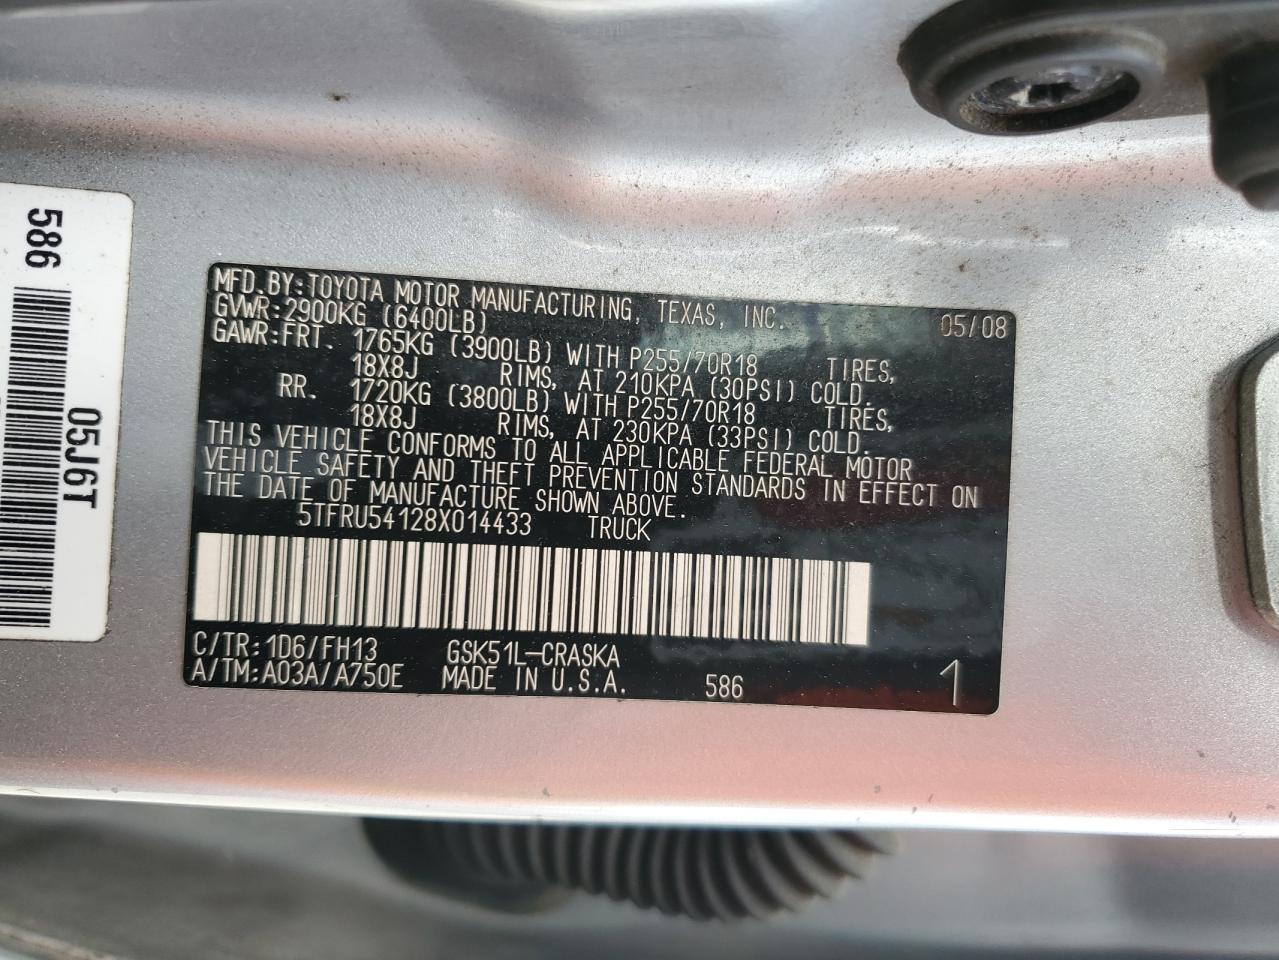 586
05J6T
MFD.BY:TOYOTA MOTOR MANUFACTURING, TEXAS, INC. 05/08
GVWR:2900KG (6400LB)
GAWR:FRT. 1765KG (3900LB) WITH P255/70R18 TIRES,
18X8J RIMS, AT 210KPA (30PSI) COLD.
RR. 1720KG (3800LB) WITH P255/70R18 TIRES,
18X8J RIMS, AT 230KPA (33PSI) COLD.
THIS VEHICLE CONFORMS TO ALL APPLICABLE FEDERAL MOTOR
VEHICLE SAFETY AND THEFT PREVENTION STANDARDS IN EFFECT ON
THE DATE OF MANUFACTURE SHOWN ABOVE.
5TFRU54128X014433 TRUCK
C/TR:1D6/FH13 GSK51L-CRASKA
A/TM:A03A/A750E MADE IN U.S.A. 586 1